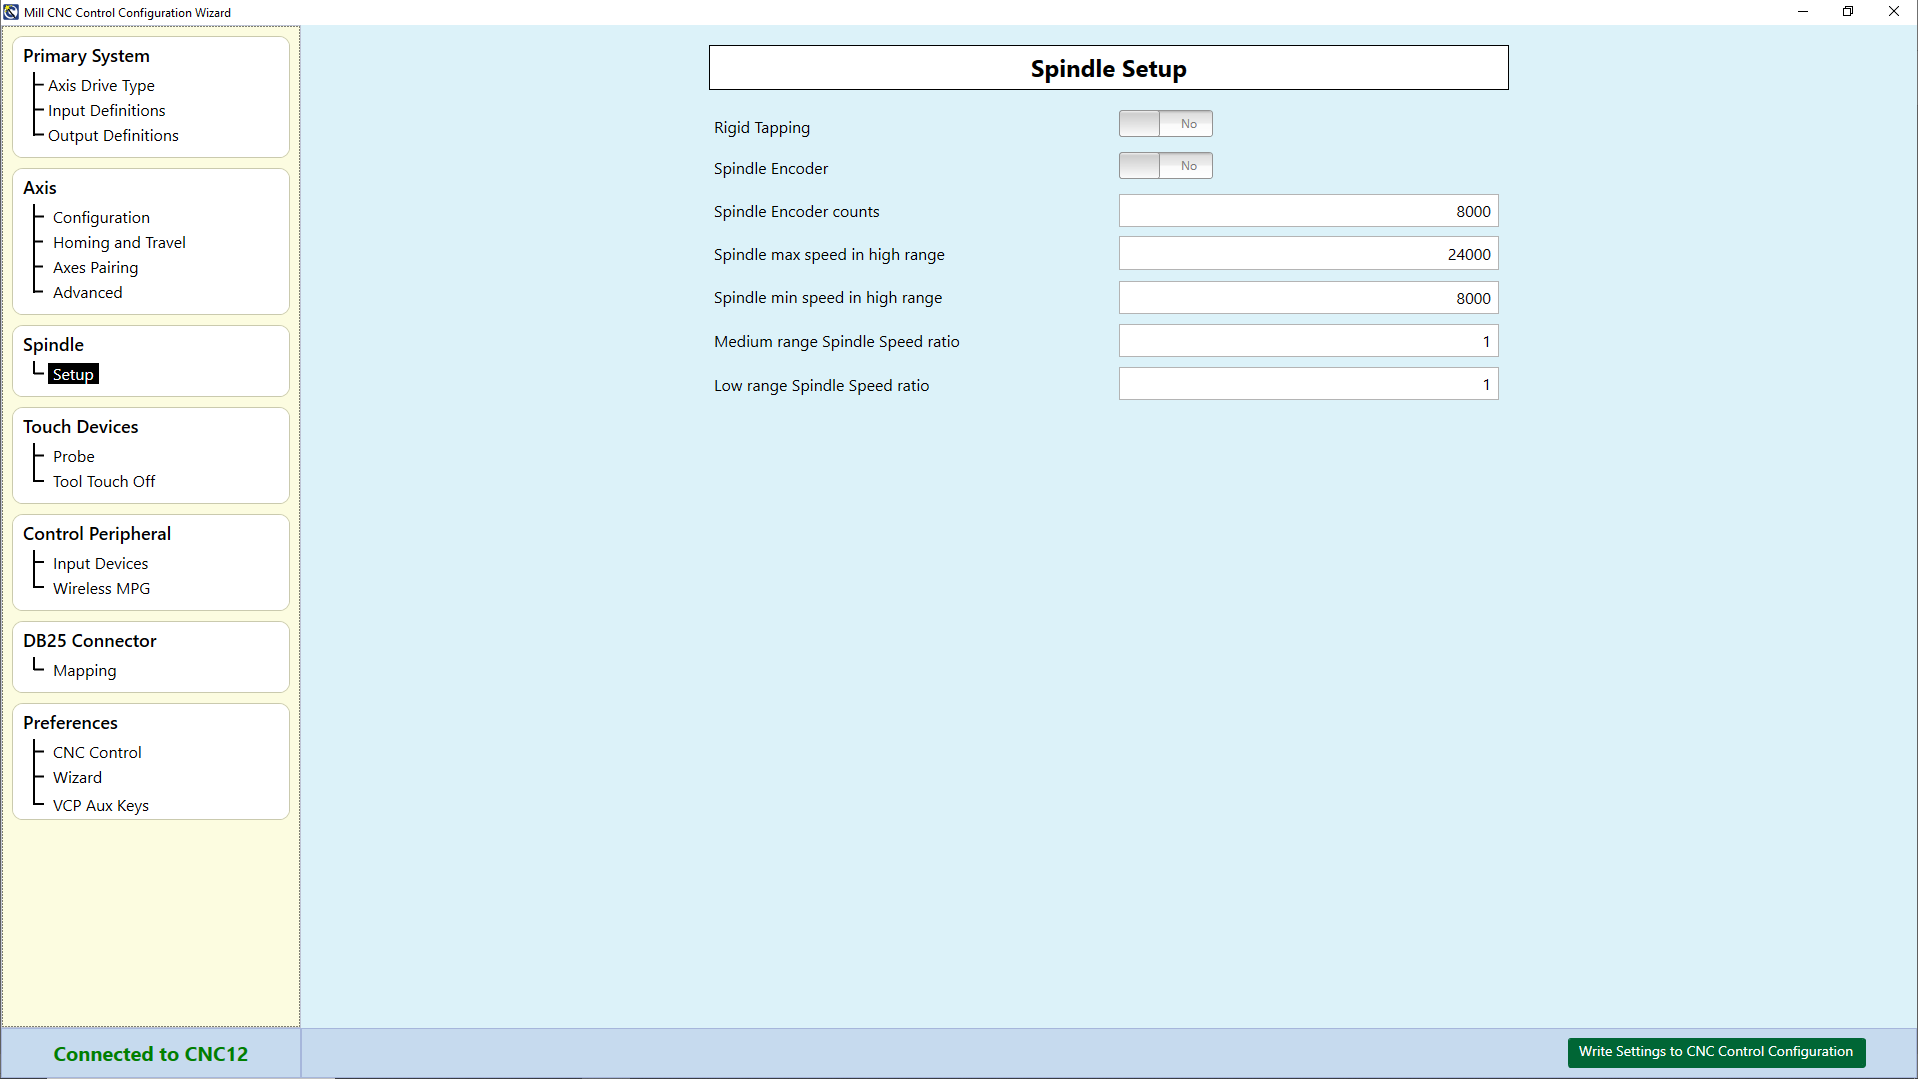 Mill CNC Control Configuration Wizard
Primary System
Axis Drive Type
Input Definitions
Output Definitions
Axis
Configuration
Homing and Travel
Axes Pairing
Advanced
Spindle
Setup
Touch Devices
Probe
Tool Touch Off
Control Peripheral
Input Devices
Wireless MPG
DB25 Connector
Mapping
Preferences
CNC Control
Wizard
VCP Aux Keys
Connected to CNC12
Spindle Setup
Rigid Tapping No
Spindle Encoder No
Spindle Encoder counts 8000
Spindle max speed in high range 24000
Spindle min speed in high range 8000
Medium range Spindle Speed ratio 1
Low range Spindle Speed ratio 1
Write Settings to CNC Control Configuration